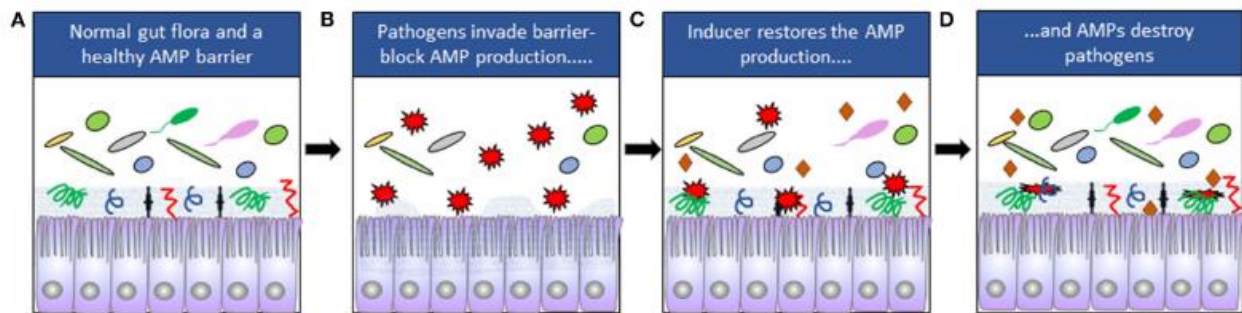 A
Normal gut flora and a
healthy AMP barrier
B
Pathogens invade barrier-
block AMP production.....
C
Inducer restores the AMP
production....
D
...and AMPs destroy
pathogens